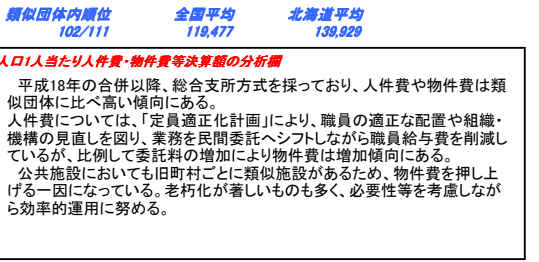 類似団体内順位 全国平均 北海道平均
102/111 119,477 139,929
人口1人当たり人件費・物件費等決算額の分析欄
平成18年の合併以降、総合支所方式を採っており、人件費や物件費は類
似団体に比べ高い傾向にある。
人件費については、「定員適正化計画」により、職員の適正な配置や組織・
機構の見直しを図り、業務を民間委託へシフトしながら職員給与費を削減し
ているが、比例して委託料の増加により物件費は増加傾向にある。
公共施設においても旧町村ごとに類似施設があるため、物件費を押し上
げる一因になっている。老朽化が著しいものも多く、必要性等を考慮しなが
ら効率的運用に努める。